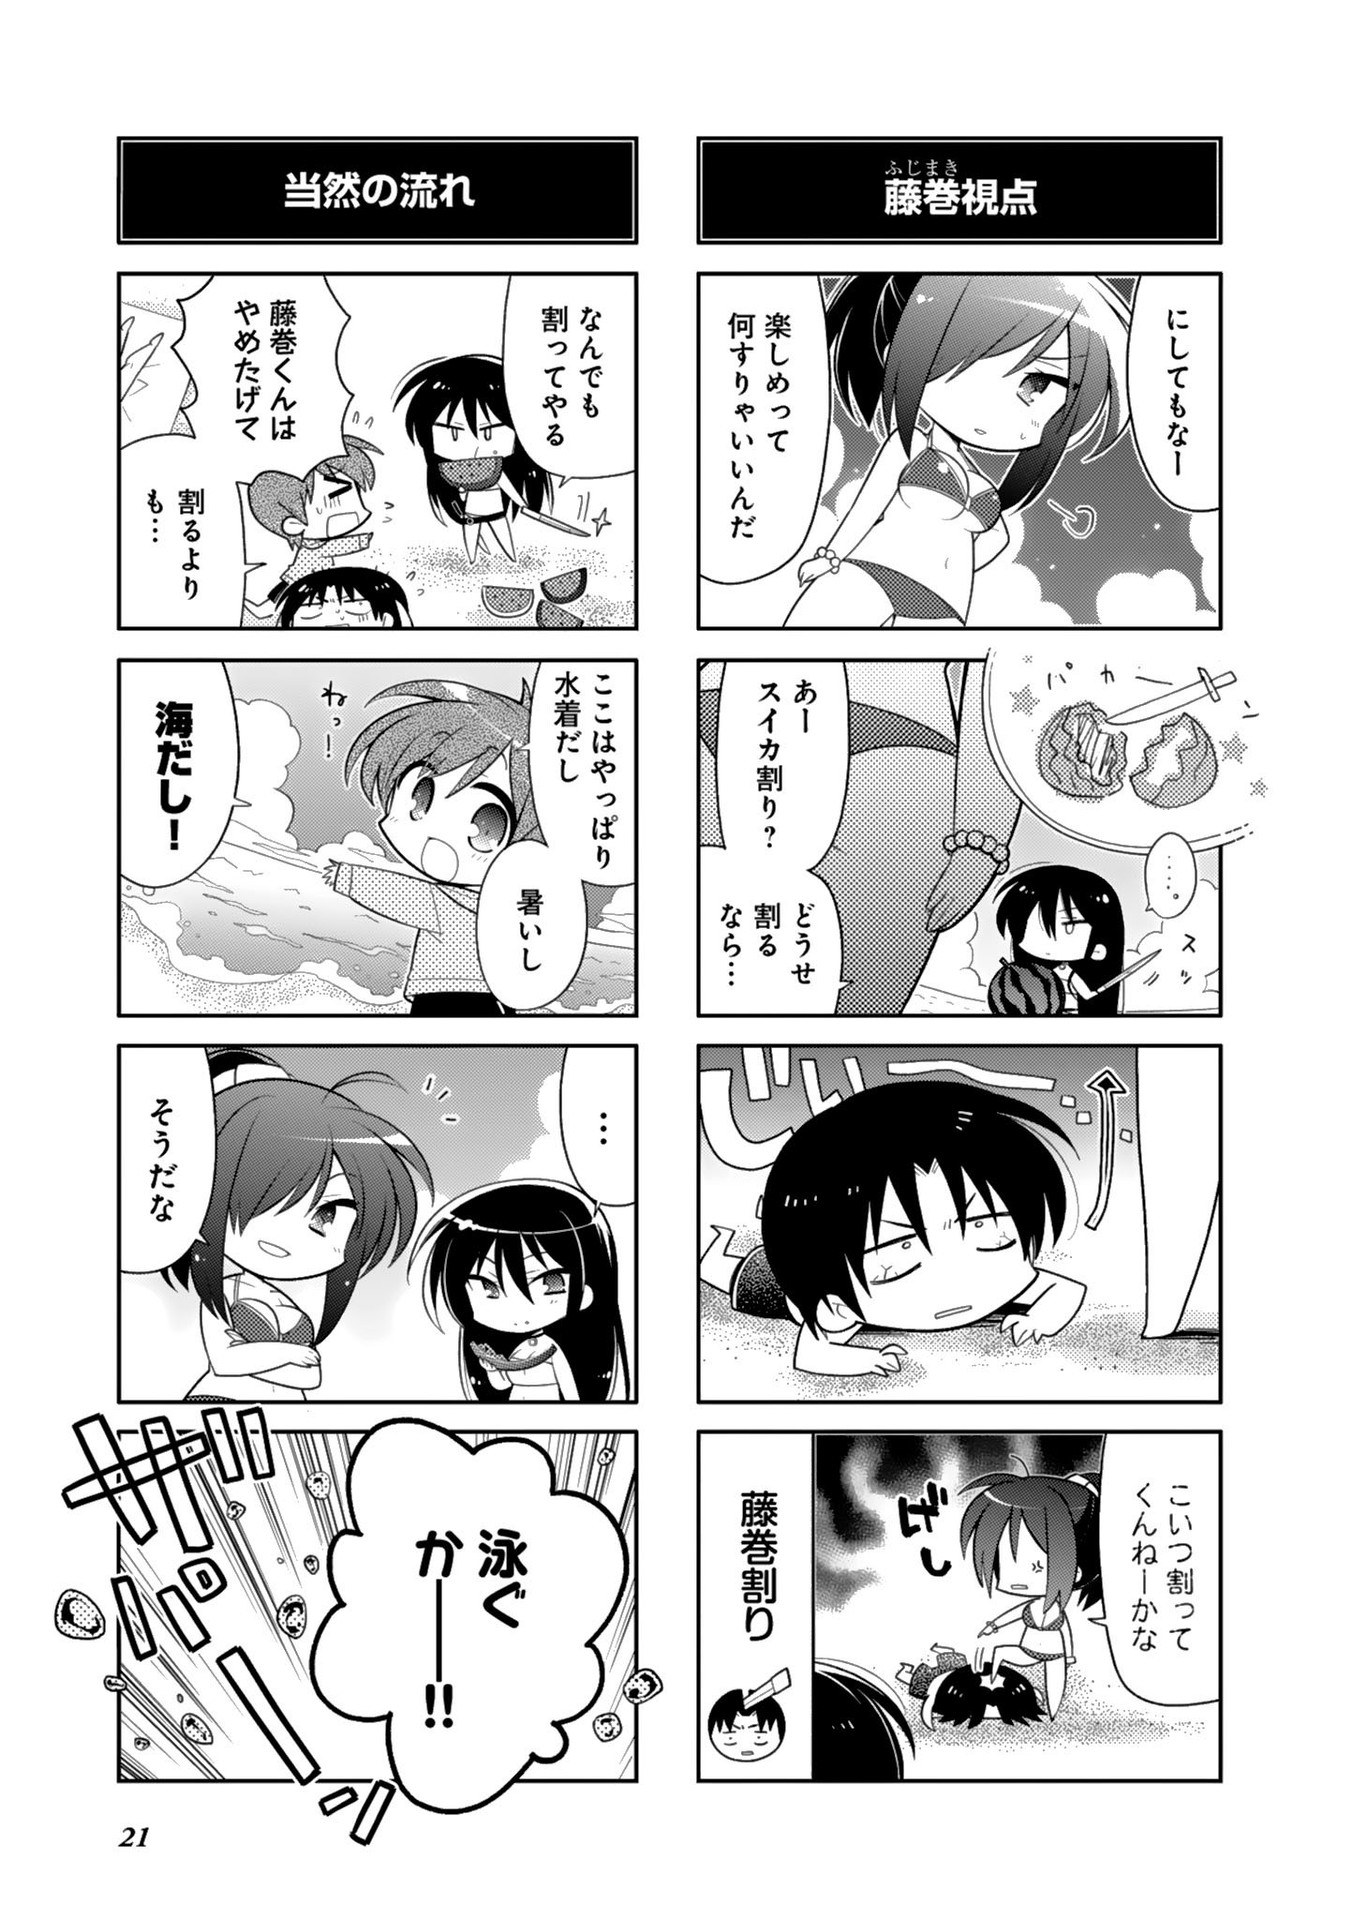 ふじまき
藤巻視点
にしてもなー
楽しめって
何すりゃいいんだ
パカーン
あー
スイカ割り?
どうせ
割る
なら…
……。
スッ
じぃー
こいつ割って
くんねーかな
げし
藤巻割り
当然の流れ
なんでも
割ってやる
藤巻くんは
やめたげて
割るより
も…
ここはやっぱり
水着だし
暑いし
ねっ!
海だし!
…
そうだな
泳ぐ
かーー!!
ザパーン
21